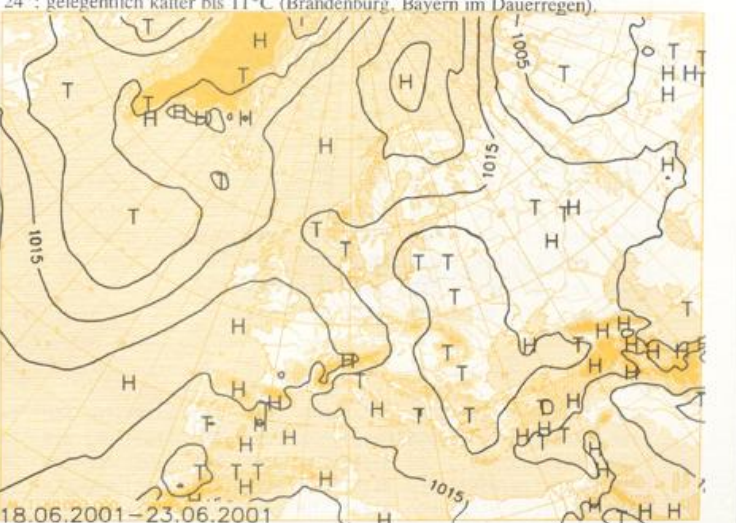 24°: gelegentlich kälter bis 11°C (Brandenburg, Bayern im Dauerregen).
T
H
1005
T
T
T
H
H H
T
H
T
H
H
H
H
H
1015
H
T
T
T H
T
1015
T
T
H
T T
T
T
H
H
H
H
T
H
T
H
T
H
H
T
H
T
H
H
T
T
H
T
H
H
H
T
T T
H
H
1015
H
18.06.2001-23.06.2001